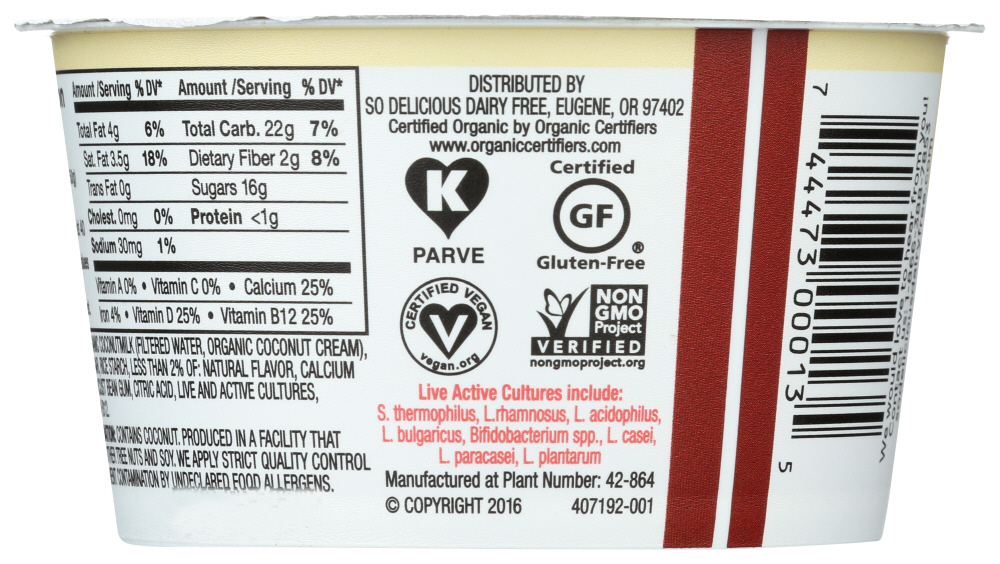 Amount /Serving % DV* Amount /Serving % DV*
Total Fat 4g 6% Total Carb. 22g 7%
Sat. Fat 3.5g 18% Dietary Fiber 2g 8%
Trans Fat 0g Sugars 16g
Cholest. 0mg 0% Protein <1g
Sodium 30mg 1%
Vitamin A 0% • Vitamin C 0% • Calcium 25%
Iron 4% • Vitamin D 25% • Vitamin B12 25%
COCONUTMILK (FILTERED WATER, ORGANIC COCONUT CREAM),
STARCH, LESS THAN 2% OF: NATURAL FLAVOR, CALCIUM
BEAN GUM, CITRIC ACID, LIVE AND ACTIVE CULTURES,
CONTAINS COCONUT. PRODUCED IN A FACILITY THAT
TREE NUTS AND SOY. WE APPLY STRICT QUALITY CONTROL
CONTAMINATION BY UNDECLARED FOOD ALLERGENS.
DISTRIBUTED BY
SO DELICIOUS DAIRY FREE, EUGENE, OR 97402
Certified Organic by Organic Certifiers
www.organiccertifiers.com
K
PARVE
Certified
GF
®
Gluten-Free
CERTIFIED VEGAN
V
vegan.org
NON
GMO
Project
VERIFIED
nongmoproject.org
Live Active Cultures include:
S. thermophilus, L.rhamnosus, L. acidophilus,
L. bulgaricus, Bifidobacterium spp., L. casei,
L. paracasei, L. plantarum
Manufactured at Plant Number: 42-864
© COPYRIGHT 2016 407192-001
7 44473 00013 5